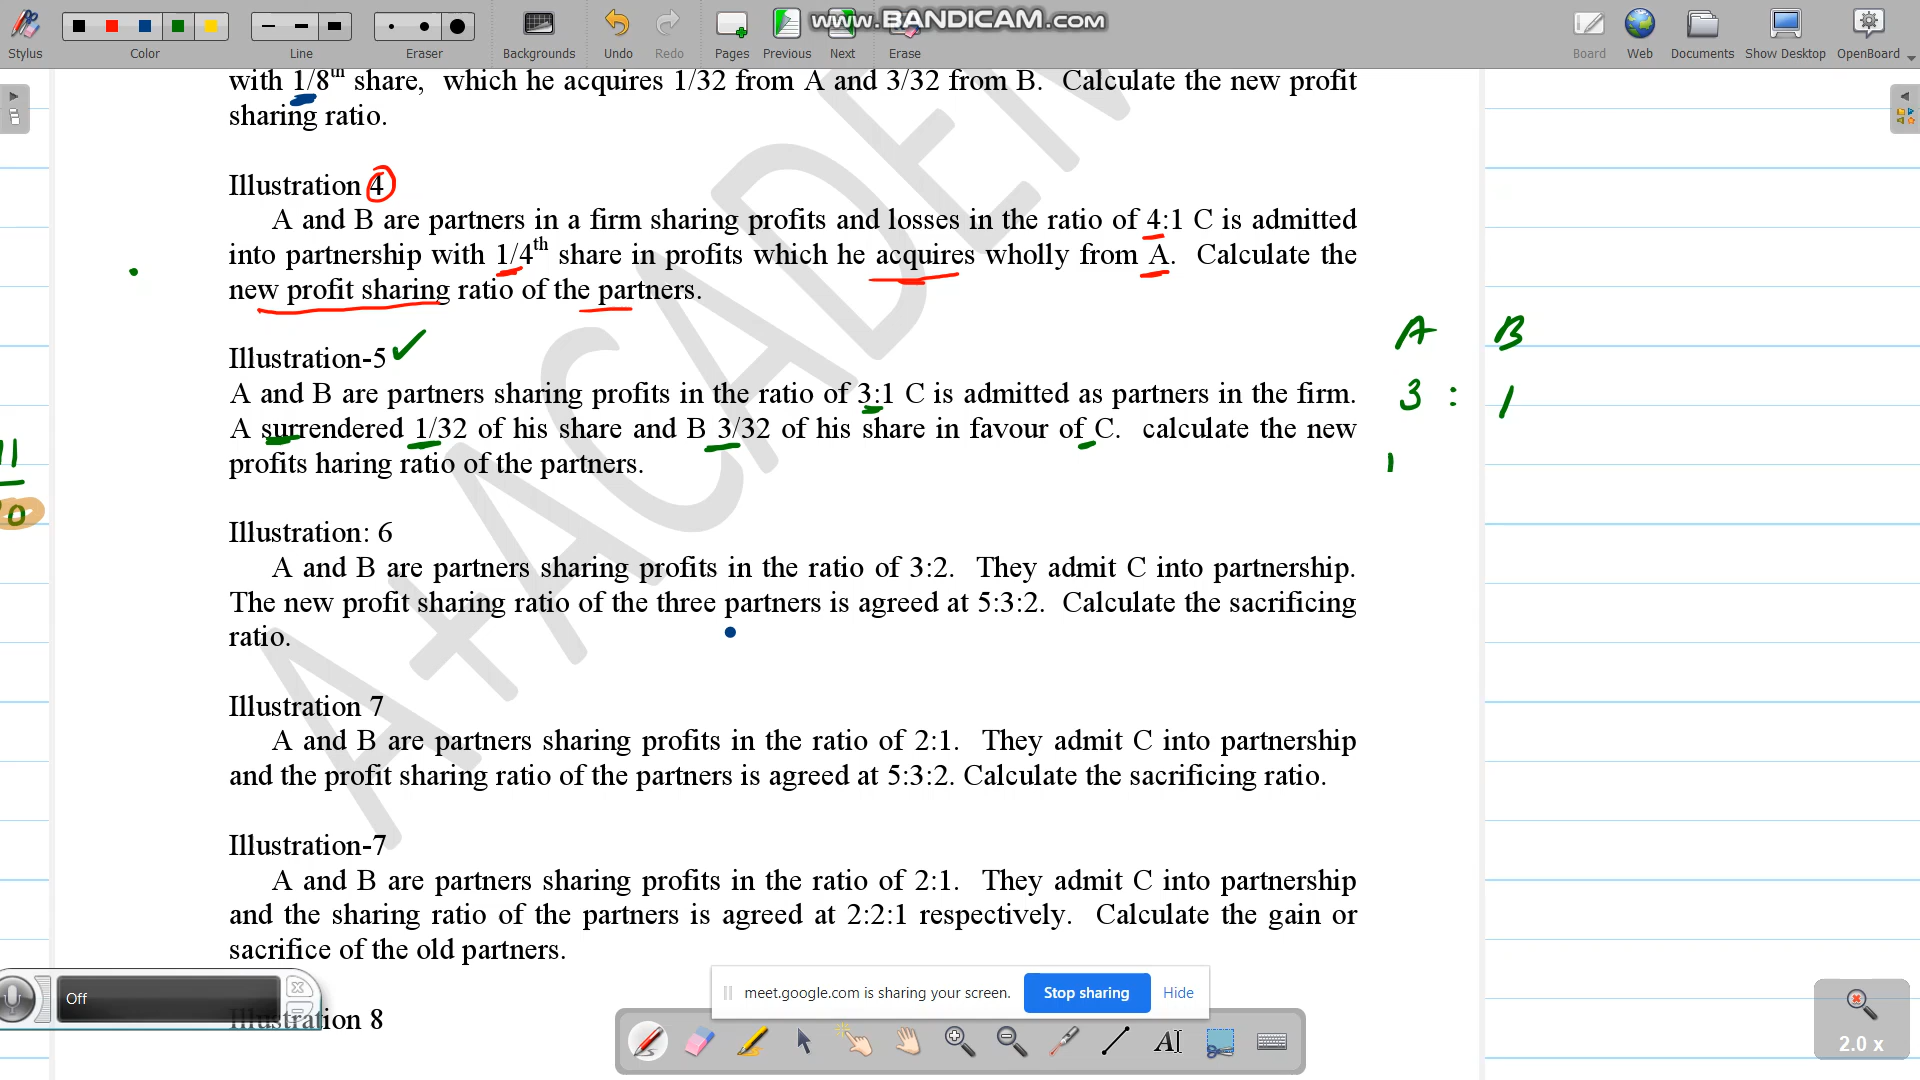 www.BANDICAM.com
Stylus
Color
Line
Eraser
Backgrounds
Undo
Redo
Pages
Previous
Next
Erase
Board
Web
Documents
Show Desktop
OpenBoard
with 1/8th share, which he acquires 1/32 from A and 3/32 from B. Calculate the new profit
sharing ratio.
Illustration 4
A and B are partners in a firm sharing profits and losses in the ratio of 4:1 C is admitted
into partnership with 1/4th share in profits which he acquires wholly from A. Calculate the
new profit sharing ratio of the partners.
A B
Illustration-5
A and B are partners sharing profits in the ratio of 3:1 C is admitted as partners in the firm.
3 : 1
A surrendered 1/32 of his share and B 3/32 of his share in favour of C. calculate the new
profits haring ratio of the partners.
1
11
0
Illustration: 6
A and B are partners sharing profits in the ratio of 3:2. They admit C into partnership.
The new profit sharing ratio of the three partners is agreed at 5:3:2. Calculate the sacrificing
ratio.
Illustration 7
A and B are partners sharing profits in the ratio of 2:1. They admit C into partnership
and the profit sharing ratio of the partners is agreed at 5:3:2. Calculate the sacrificing ratio.
Illustration-7
A and B are partners sharing profits in the ratio of 2:1. They admit C into partnership
and the sharing ratio of the partners is agreed at 2:2:1 respectively. Calculate the gain or
sacrifice of the old partners.
Illustration 8
A+ACADEM
Off
meet.google.com is sharing your screen.
Stop sharing
Hide
2.0 x